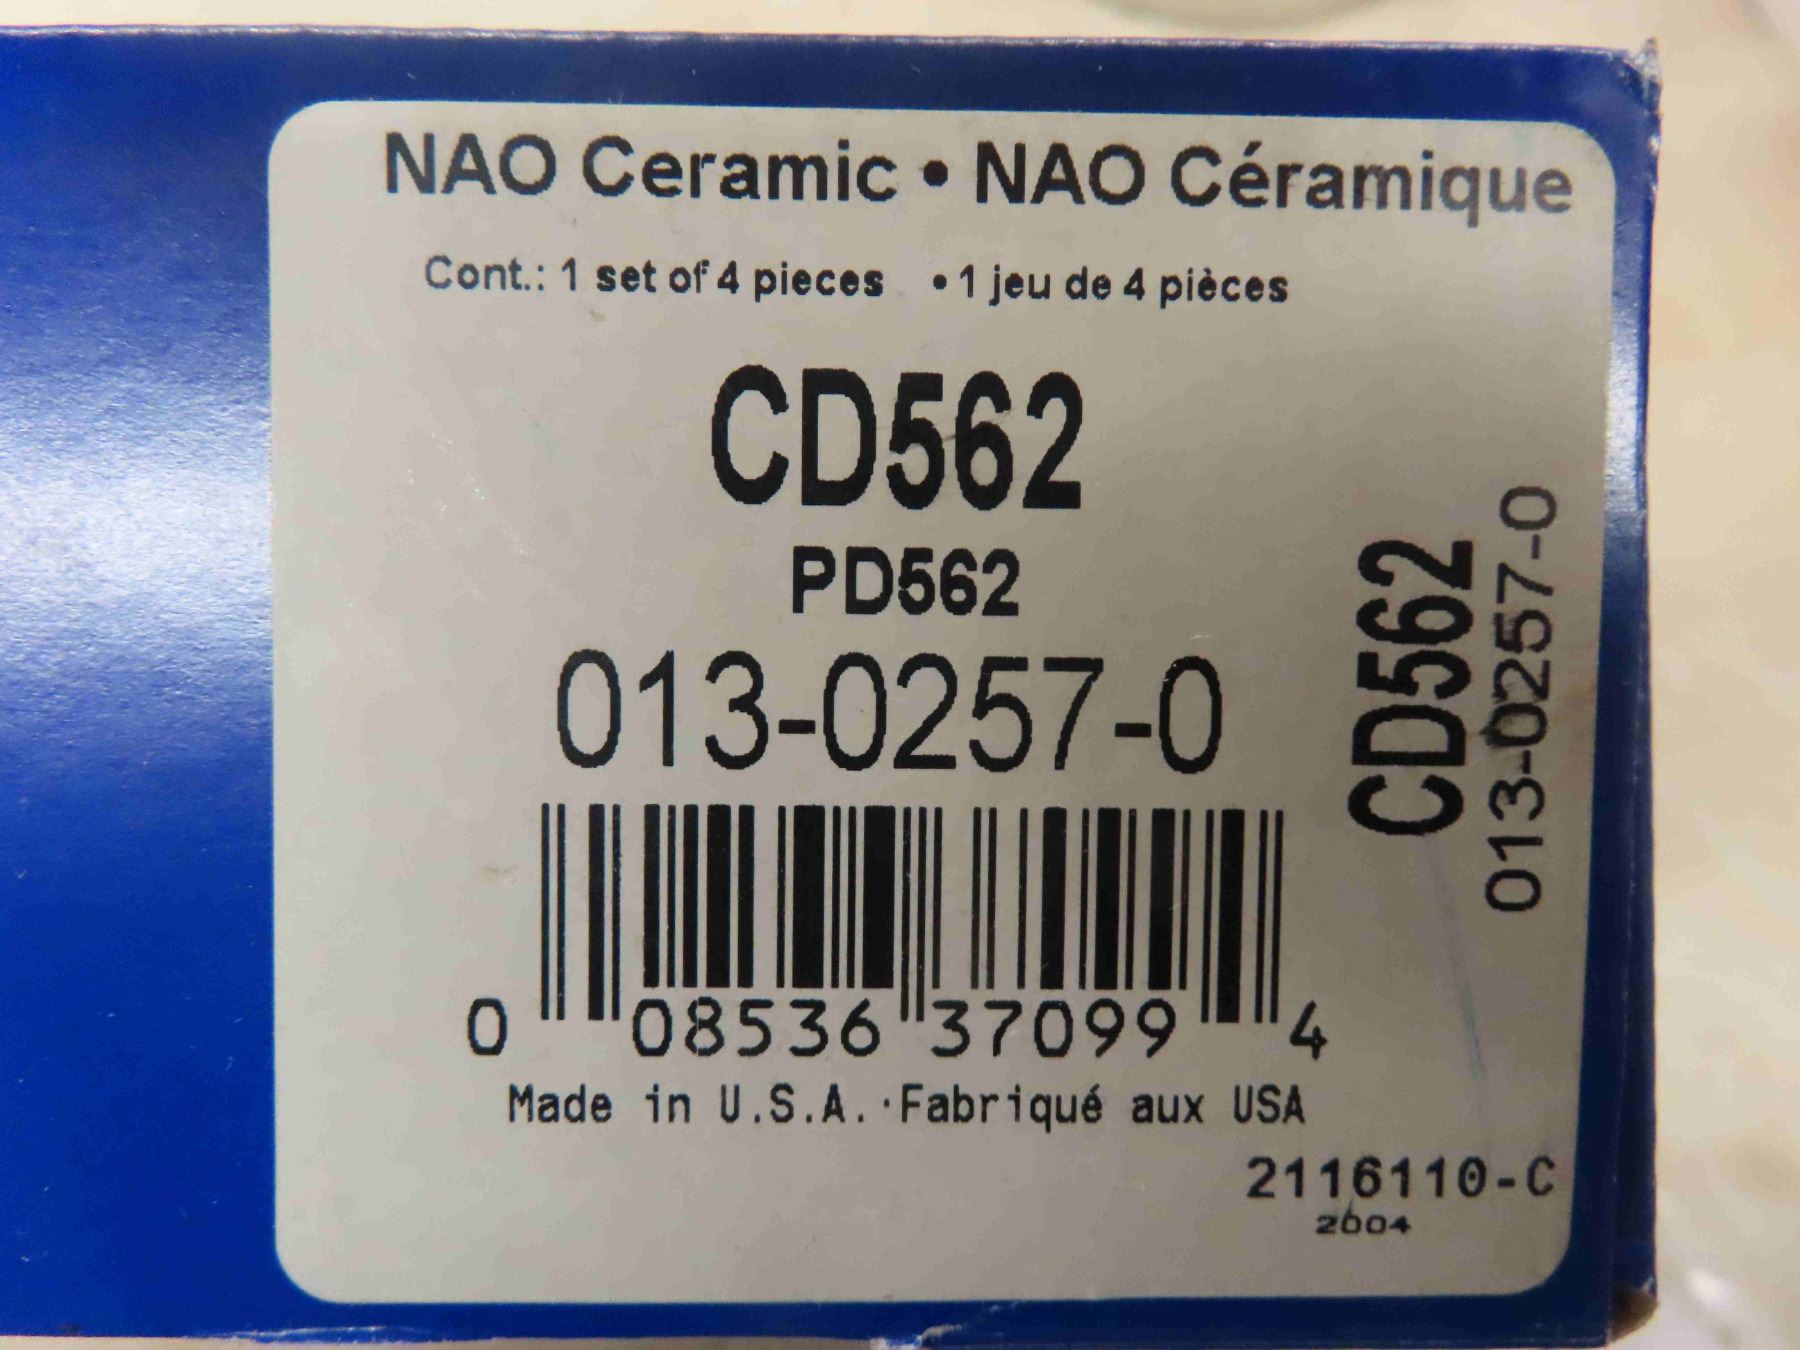 NAO Ceramic • NAO Céramique
Cont.: 1 set of 4 pieces • 1 jeu de 4 pièces
CD562
PD562
013-0257-0
CD562
013-0257-0
0 08536 37099 4
Made in U.S.A. · Fabriqué aux USA
2116110-C
2004